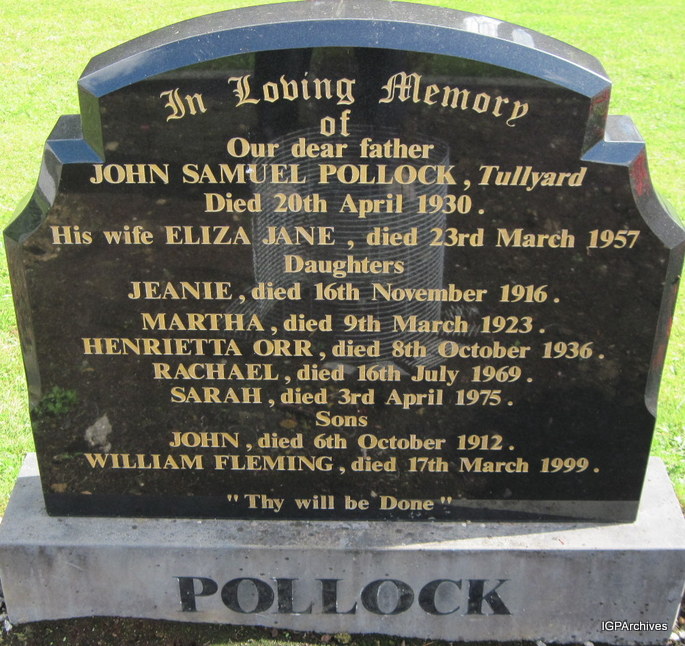 In Loving Memory
of
Our dear father
JOHN SAMUEL POLLOCK, Tullyard
Died 20th April 1930.
His wife ELIZA JANE, died 23rd March 1957
Daughters
JEANIE, died 16th November 1916.
MARTHA, died 9th March 1923.
HENRIETTA ORR, died 8th October 1936.
RACHAEL, died 16th July 1969.
SARAH, died 3rd April 1975.
Sons
JOHN, died 6th October 1912.
WILLIAM FLEMING, died 17th March 1999.
"Thy will be Done"
POLLOCK
IGPArchives